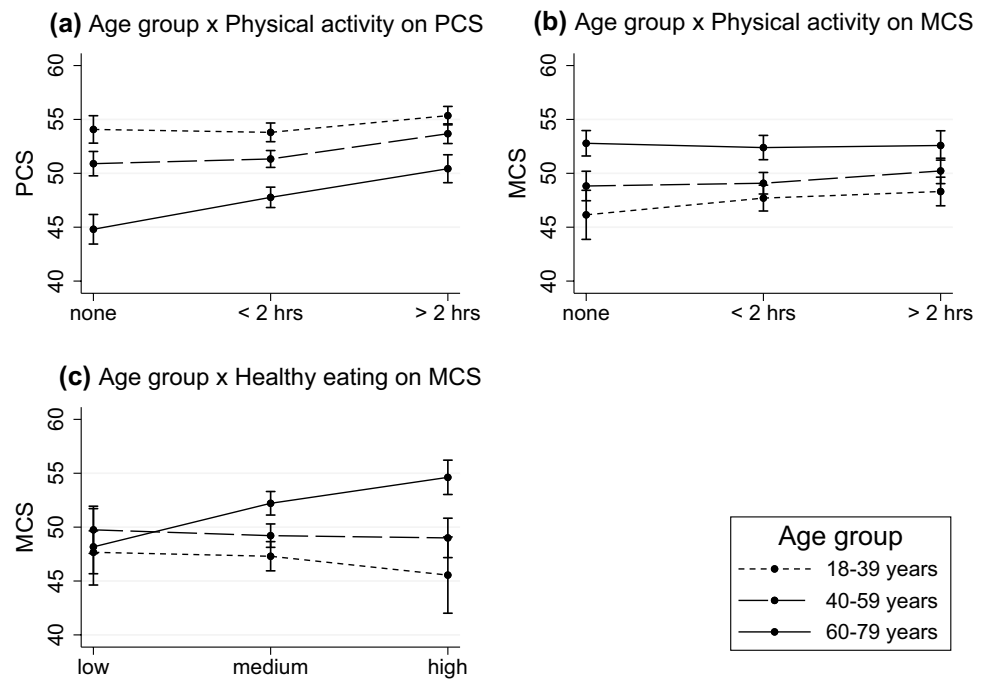 (a) Age group x Physical activity on PCS
60
55
50
45
40
PCS
none < 2 hrs > 2 hrs
(b) Age group x Physical activity on MCS
60
55
50
45
40
MCS
none < 2 hrs > 2 hrs
(c) Age group x Healthy eating on MCS
60
55
50
45
40
MCS
low medium high
Age group
18-39 years
40-59 years
60-79 years